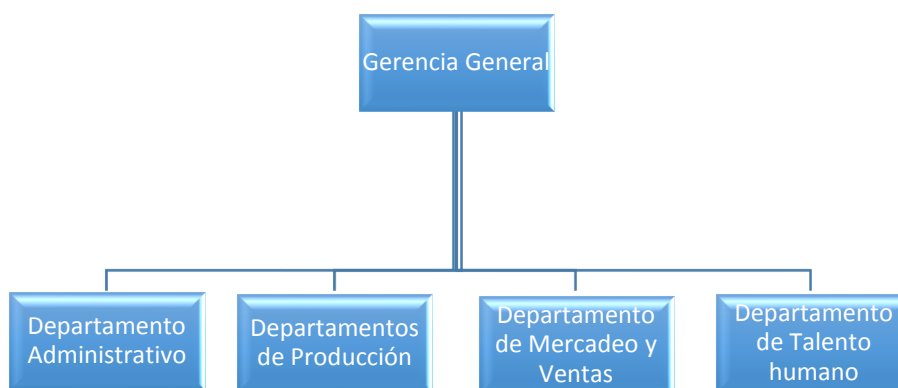 Gerencia General
Departamento
Administrativo
Departamentos
de Producción
Departamento
de Mercadeo y
Ventas
Departamento
de Talento
humano